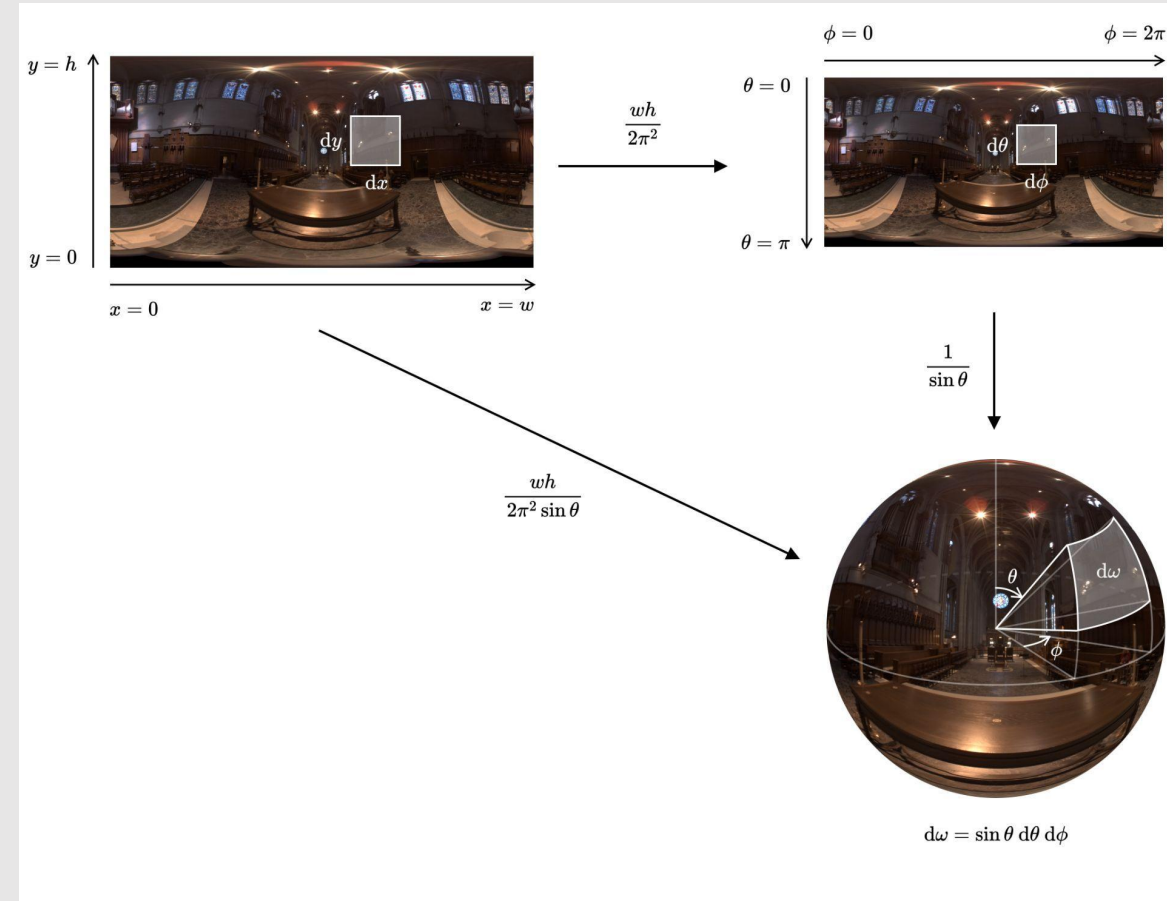 ϕ = 0 ϕ = 2π
y = h
θ = 0
wh
2π²
dy
dx
dθ
dϕ
θ = π
y = 0
x = 0 x = w
1
sin θ
wh
2π² sin θ
θ
dω
ϕ
dω = sin θ dθ dϕ